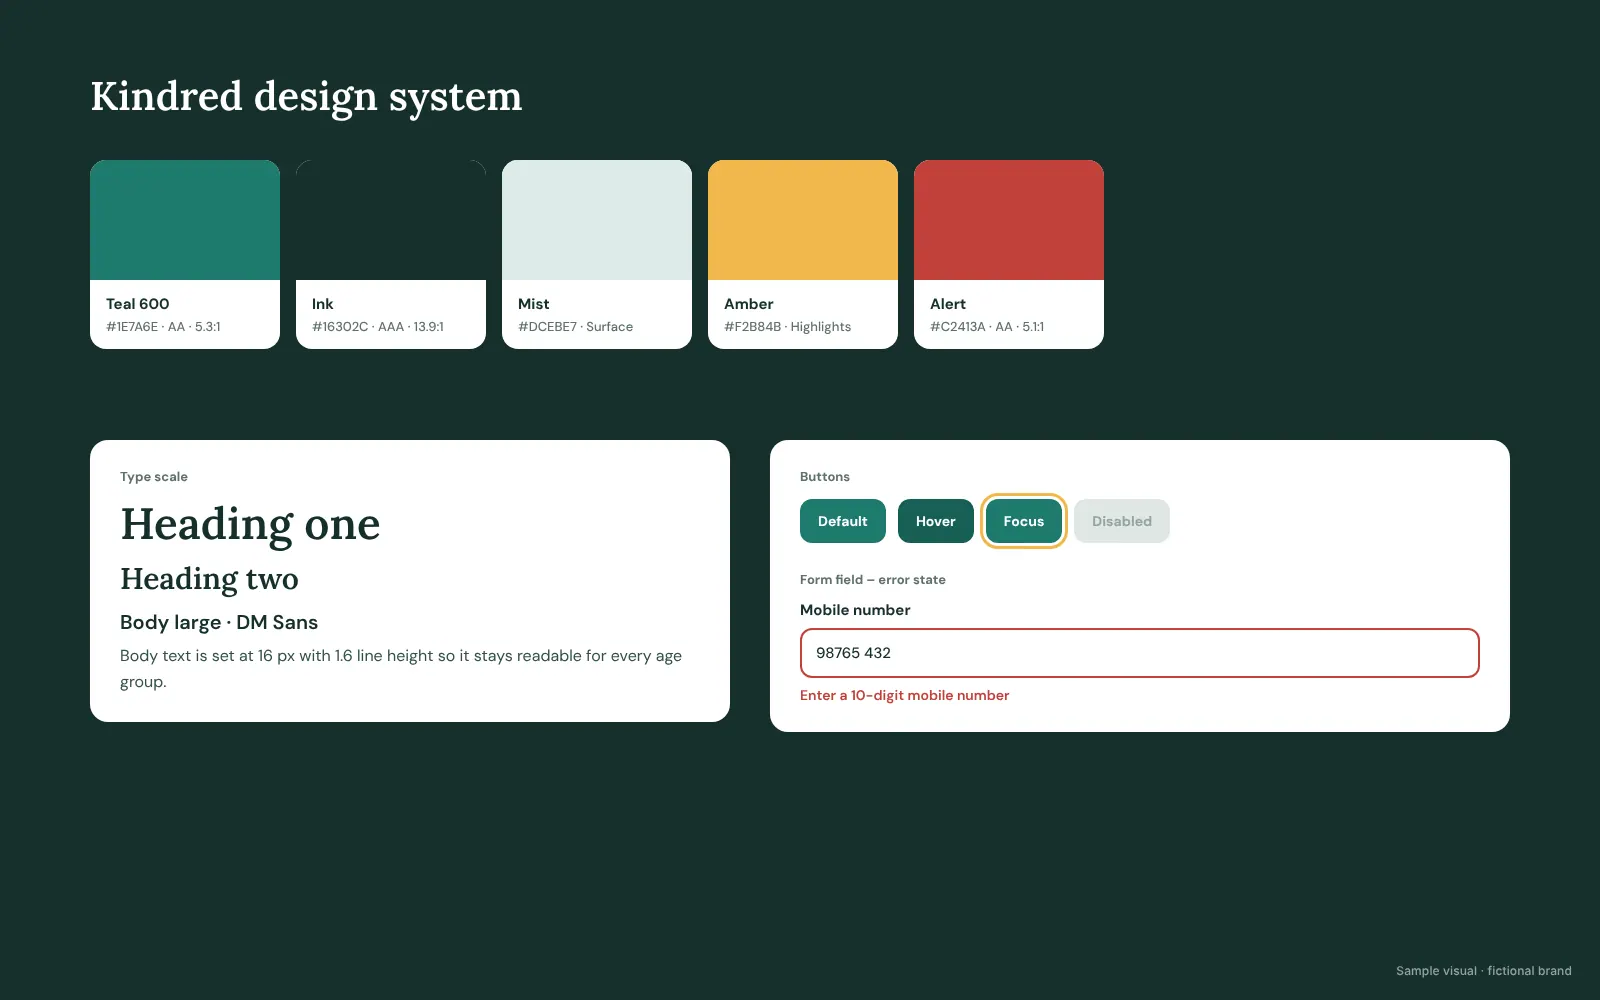 Kindred design system
Teal 600
#1E7A6E · AA · 5.3:1
Ink
#16302C · AAA · 13.9:1
Mist
#DCEBE7 · Surface
Amber
#F2B84B · Highlights
Alert
#C2413A · AA · 5.1:1
Type scale
Heading one
Heading two
Body large · DM Sans
Body text is set at 16 px with 1.6 line height so it stays readable for every age
group.
Buttons
Default Hover Focus Disabled
Form field – error state
Mobile number
98765 432
Enter a 10-digit mobile number
Sample visual · fictional brand